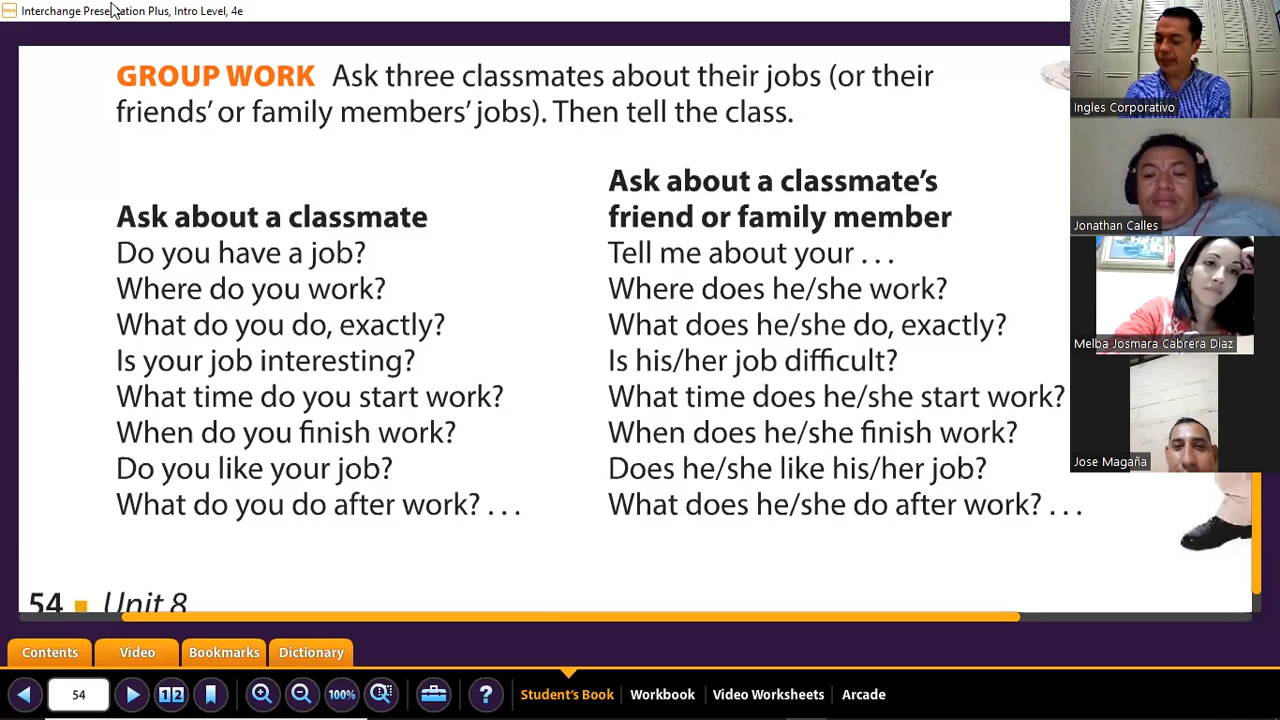 Interchange Presentation Plus, Intro Level, 4e
GROUP WORK Ask three classmates about their jobs (or their
friends' or family members' jobs). Then tell the class.
Ask about a classmate
Do you have a job?
Where do you work?
What do you do, exactly?
Is your job interesting?
What time do you start work?
When do you finish work?
Do you like your job?
What do you do after work? . . .
Ask about a classmate's
friend or family member
Tell me about your . . .
Where does he/she work?
What does he/she do, exactly?
Is his/her job difficult?
What time does he/she start work?
When does he/she finish work?
Does he/she like his/her job?
What does he/she do after work? . . .
54 Unit 8
Ingles Corporativo
Jonathan Calles
Melba Josmara Cabrera Diaz
Jose Magaña
Contents Video Bookmarks Dictionary
54 1 2 100% ? Student's Book Workbook Video Worksheets Arcade